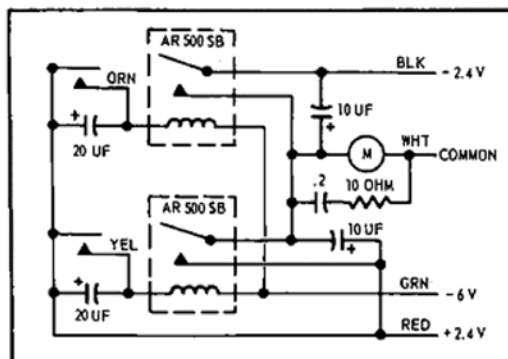 AR 500 SB
BLK
- 2.4 V
ORN
10 UF
+
+
20 UF
M
WHT
COMMON
.2
10 OHM
AR 500 SB
YEL
10 UF
+
+
20 UF
GRN
- 6 V
RED
+ 2.4 V